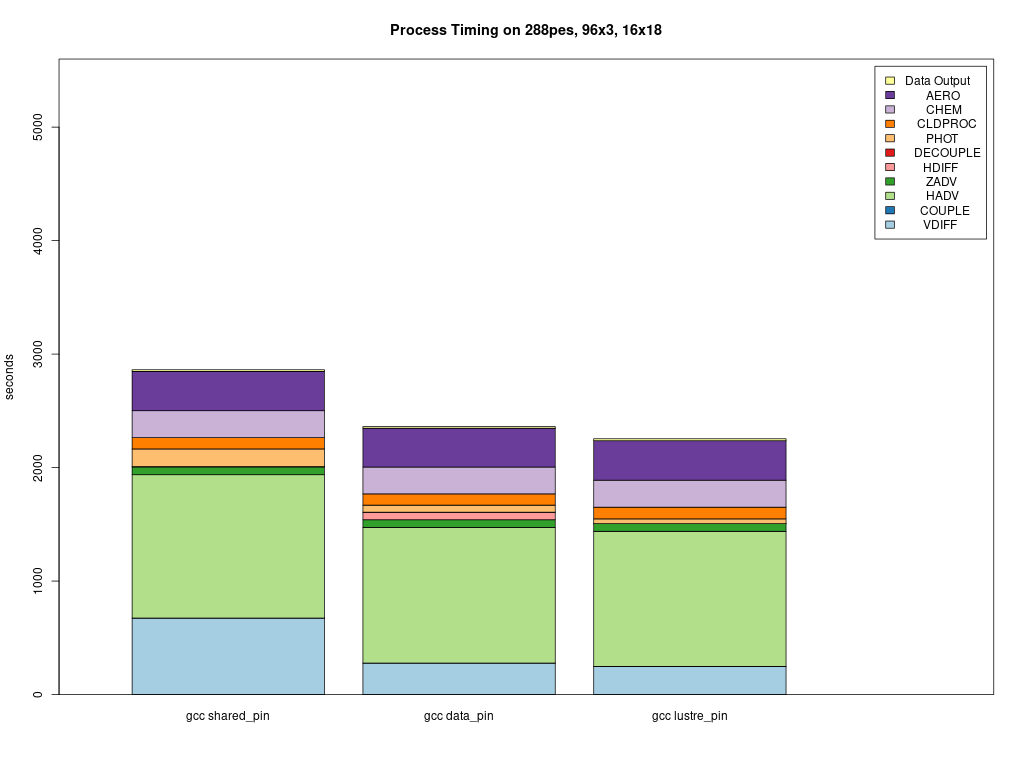 Process Timing on 288pes, 96x3, 16x18
Data Output
AERO
CHEM
CLDPROC
PHOT
DECOUPLE
HDIFF
ZADV
HADV
COUPLE
VDIFF
seconds
5000
4000
3000
2000
1000
0
gcc shared_pin gcc data_pin gcc lustre_pin